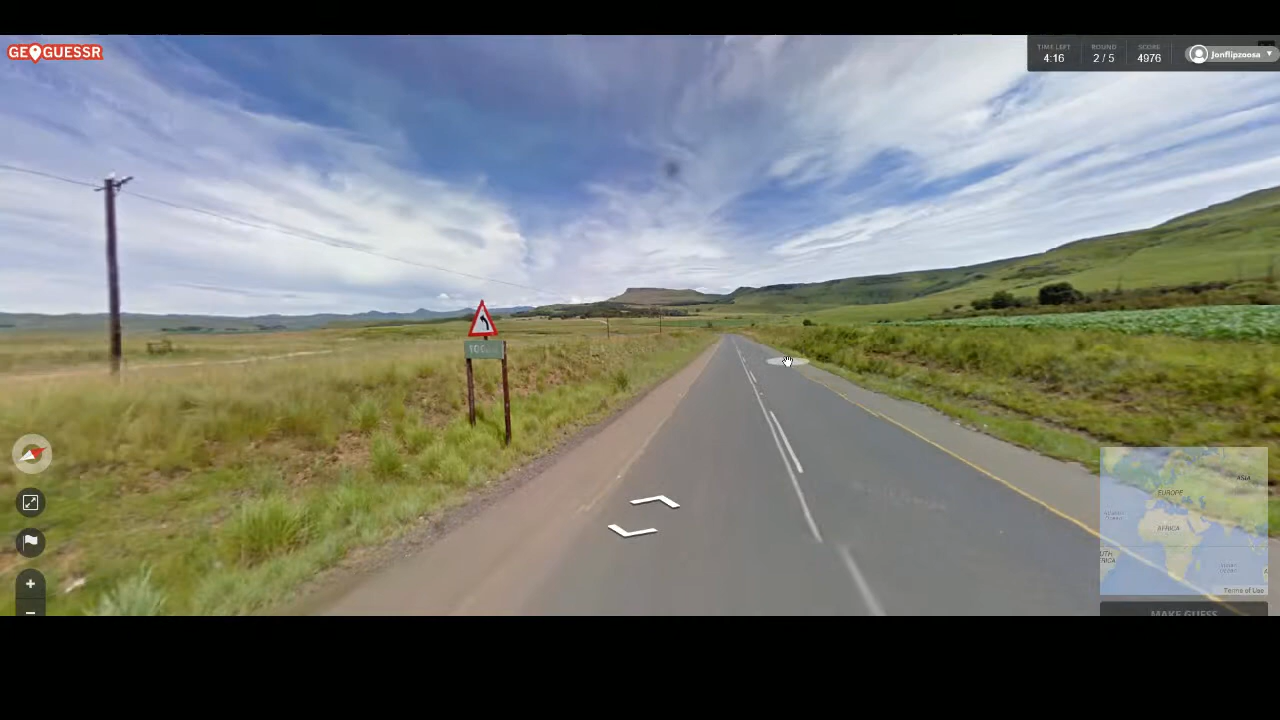 GEOGUESSR
TIME LEFT
4:16
ROUND
2 / 5
SCORE
4976
Jonflipzoosa
ASIA
EUROPE
AFRICA
Terms of Use
+
−
MAKE GUESS